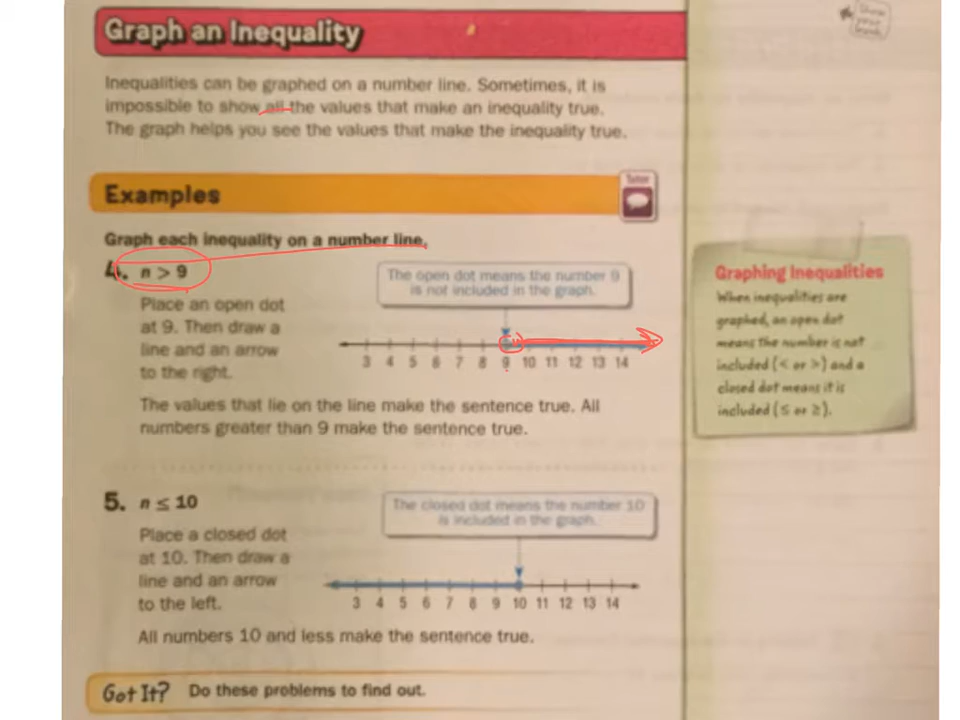 Graph an Inequality
Show your work
Inequalities can be graphed on a number line. Sometimes, it is
impossible to show all the values that make an inequality true.
The graph helps you see the values that make the inequality true.
Examples
Tutor
Graph each inequality on a number line.
4. n > 9
Place an open dot
at 9. Then draw a
line and an arrow
to the right.
The open dot means the number 9
is not included in the graph.
3 4 5 6 7 8 9 10 11 12 13 14
The values that lie on the line make the sentence true. All
numbers greater than 9 make the sentence true.
Graphing Inequalities
When inequalities are
graphed, an open dot
means the number is not
included (< or >) and a
closed dot means it is
included (≤ or ≥).
5. n ≤ 10
Place a closed dot
at 10. Then draw a
line and an arrow
to the left.
The closed dot means the number 10
is included in the graph.
3 4 5 6 7 8 9 10 11 12 13 14
All numbers 10 and less make the sentence true.
Got It? Do these problems to find out.